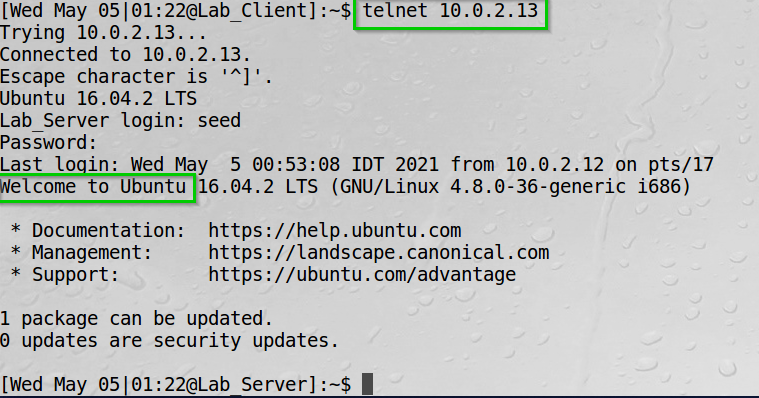 [Wed May 05|01:22@Lab_Client]:~$ telnet 10.0.2.13
Trying 10.0.2.13...
Connected to 10.0.2.13.
Escape character is '^]'.
Ubuntu 16.04.2 LTS
Lab_Server login: seed
Password:
Last login: Wed May  5 00:53:08 IDT 2021 from 10.0.2.12 on pts/17
Welcome to Ubuntu 16.04.2 LTS (GNU/Linux 4.8.0-36-generic i686)
 * Documentation:  https://help.ubuntu.com
 * Management:     https://landscape.canonical.com
 * Support:        https://ubuntu.com/advantage
1 package can be updated.
0 updates are security updates.
[Wed May 05|01:22@Lab_Server]:~$